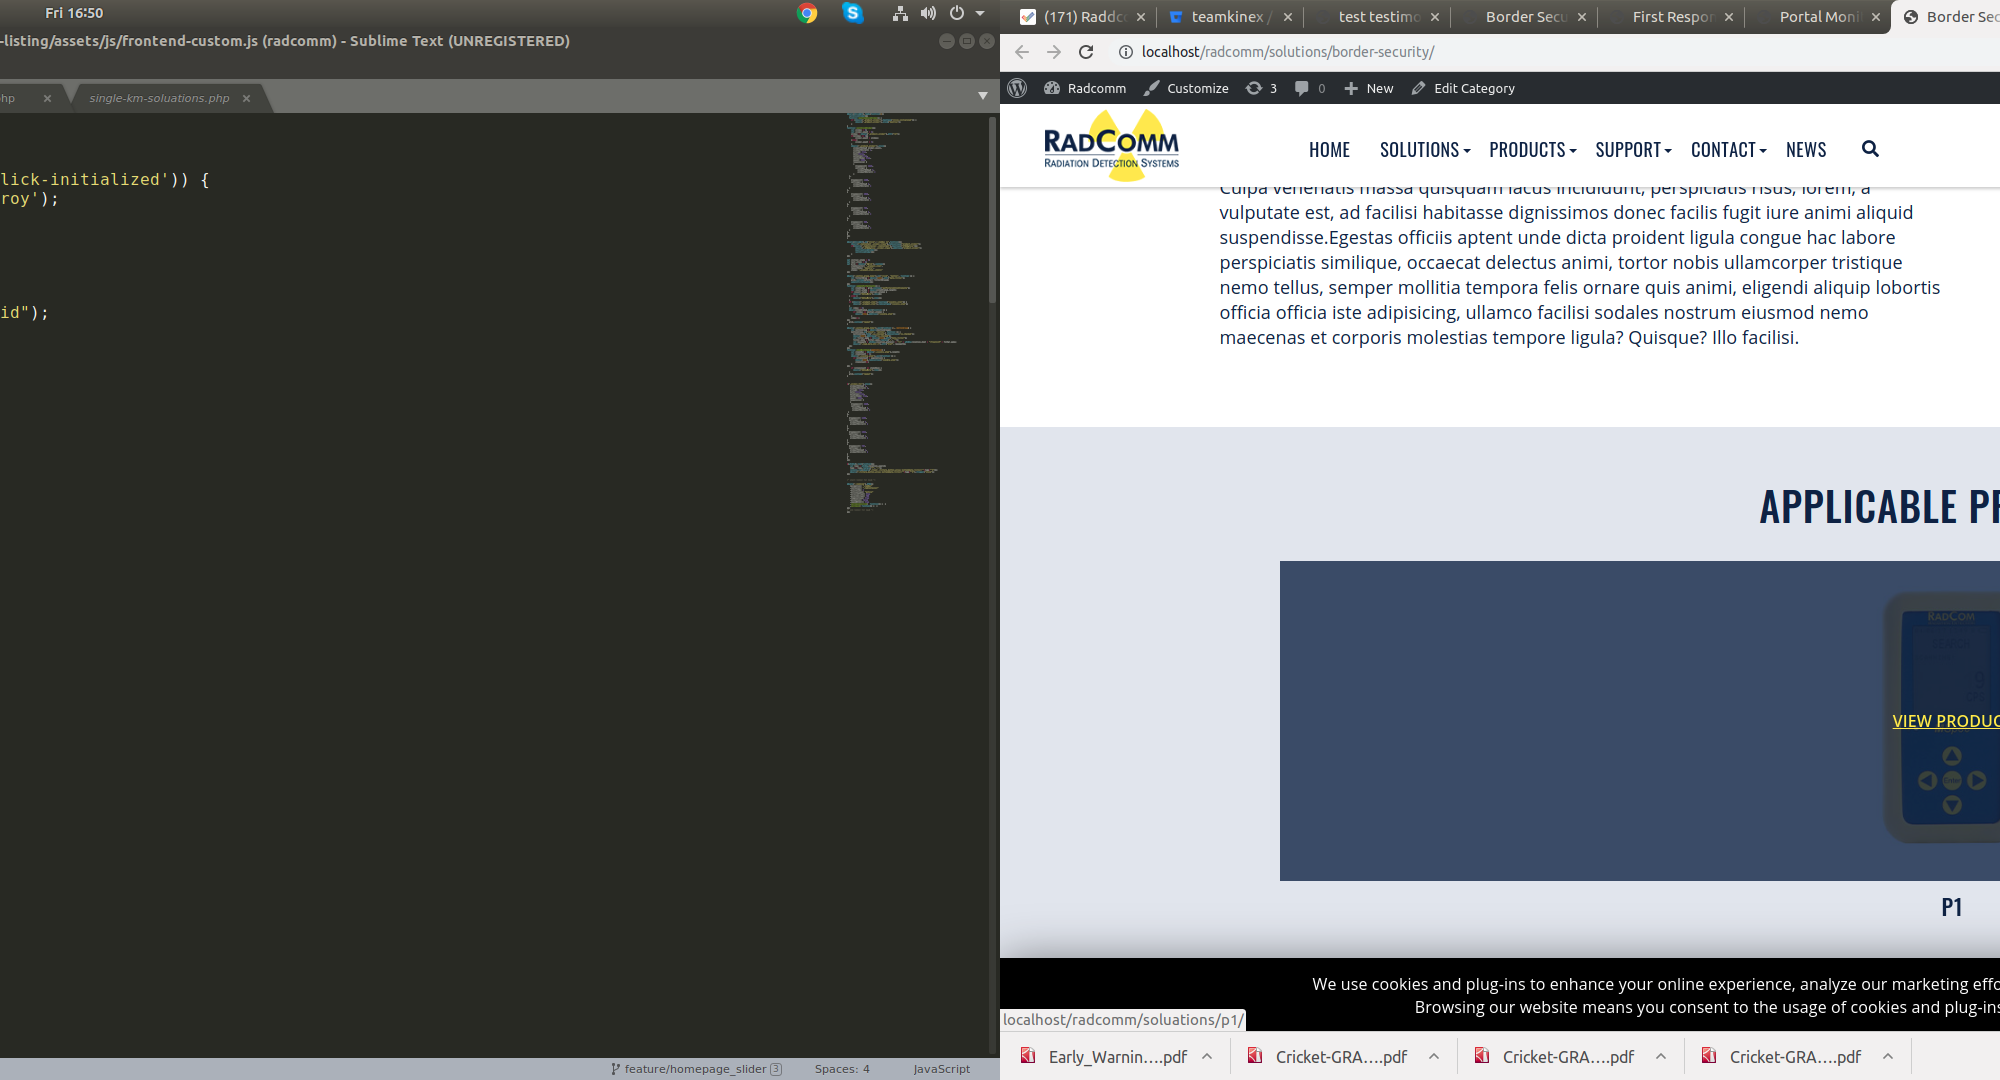 Fri 16:50
-listing/assets/js/frontend-custom.js (radcomm) - Sublime Text (UNREGISTERED)
hp
single-km-soluations.php
lick-initialized')) {
roy');
id");
feature/homepage_slider 3
Spaces: 4
JavaScript
(171) Raddc
teamkinex /
test testimo
Border Secu
First Respor
Portal Moni
Border Sec
localhost/radcomm/solutions/border-security/
Radcomm
Customize
3
0
New
Edit Category
RADCOMM
RADIATION DETECTION SYSTEMS
HOME
SOLUTIONS
PRODUCTS
SUPPORT
CONTACT
NEWS
Culpa venenatis massa quisquam lacus incididunt, perspiciatis risus, lorem, a
vulputate est, ad facilisi habitasse dignissimos donec facilis fugit iure animi aliquid
suspendisse.Egestas officiis aptent unde dicta proident ligula congue hac labore
perspiciatis similique, occaecat delectus animi, tortor nobis ullamcorper tristique
nemo tellus, semper mollitia tempora felis ornare quis animi, eligendi aliquip lobortis
officia officia iste adipisicing, ullamco facilisi sodales nostrum eiusmod nemo
maecenas et corporis molestias tempore ligula? Quisque? Illo facilisi.
APPLICABLE PR
RADCOM
VIEW PRODUC
P1
We use cookies and plug-ins to enhance your online experience, analyze our marketing effo
Browsing our website means you consent to the usage of cookies and plug-ins
localhost/radcomm/soluations/p1/
Early_Warnin....pdf
Cricket-GRA....pdf
Cricket-GRA....pdf
Cricket-GRA....pdf